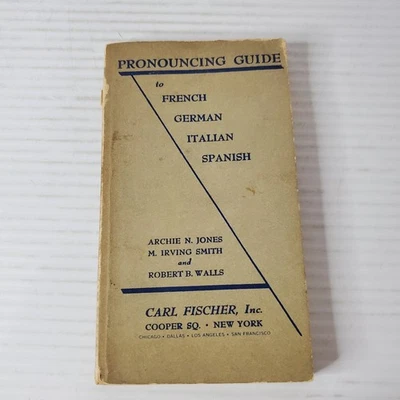 PRONOUNCING GUIDE
to
FRENCH
GERMAN
ITALIAN
SPANISH
ARCHIE N. JONES
M. IRVING SMITH
and
ROBERT B. WALLS
CARL FISCHER, Inc.
COOPER SQ. • NEW YORK
CHICAGO • DALLAS • LOS ANGELES • SAN FRANCISCO